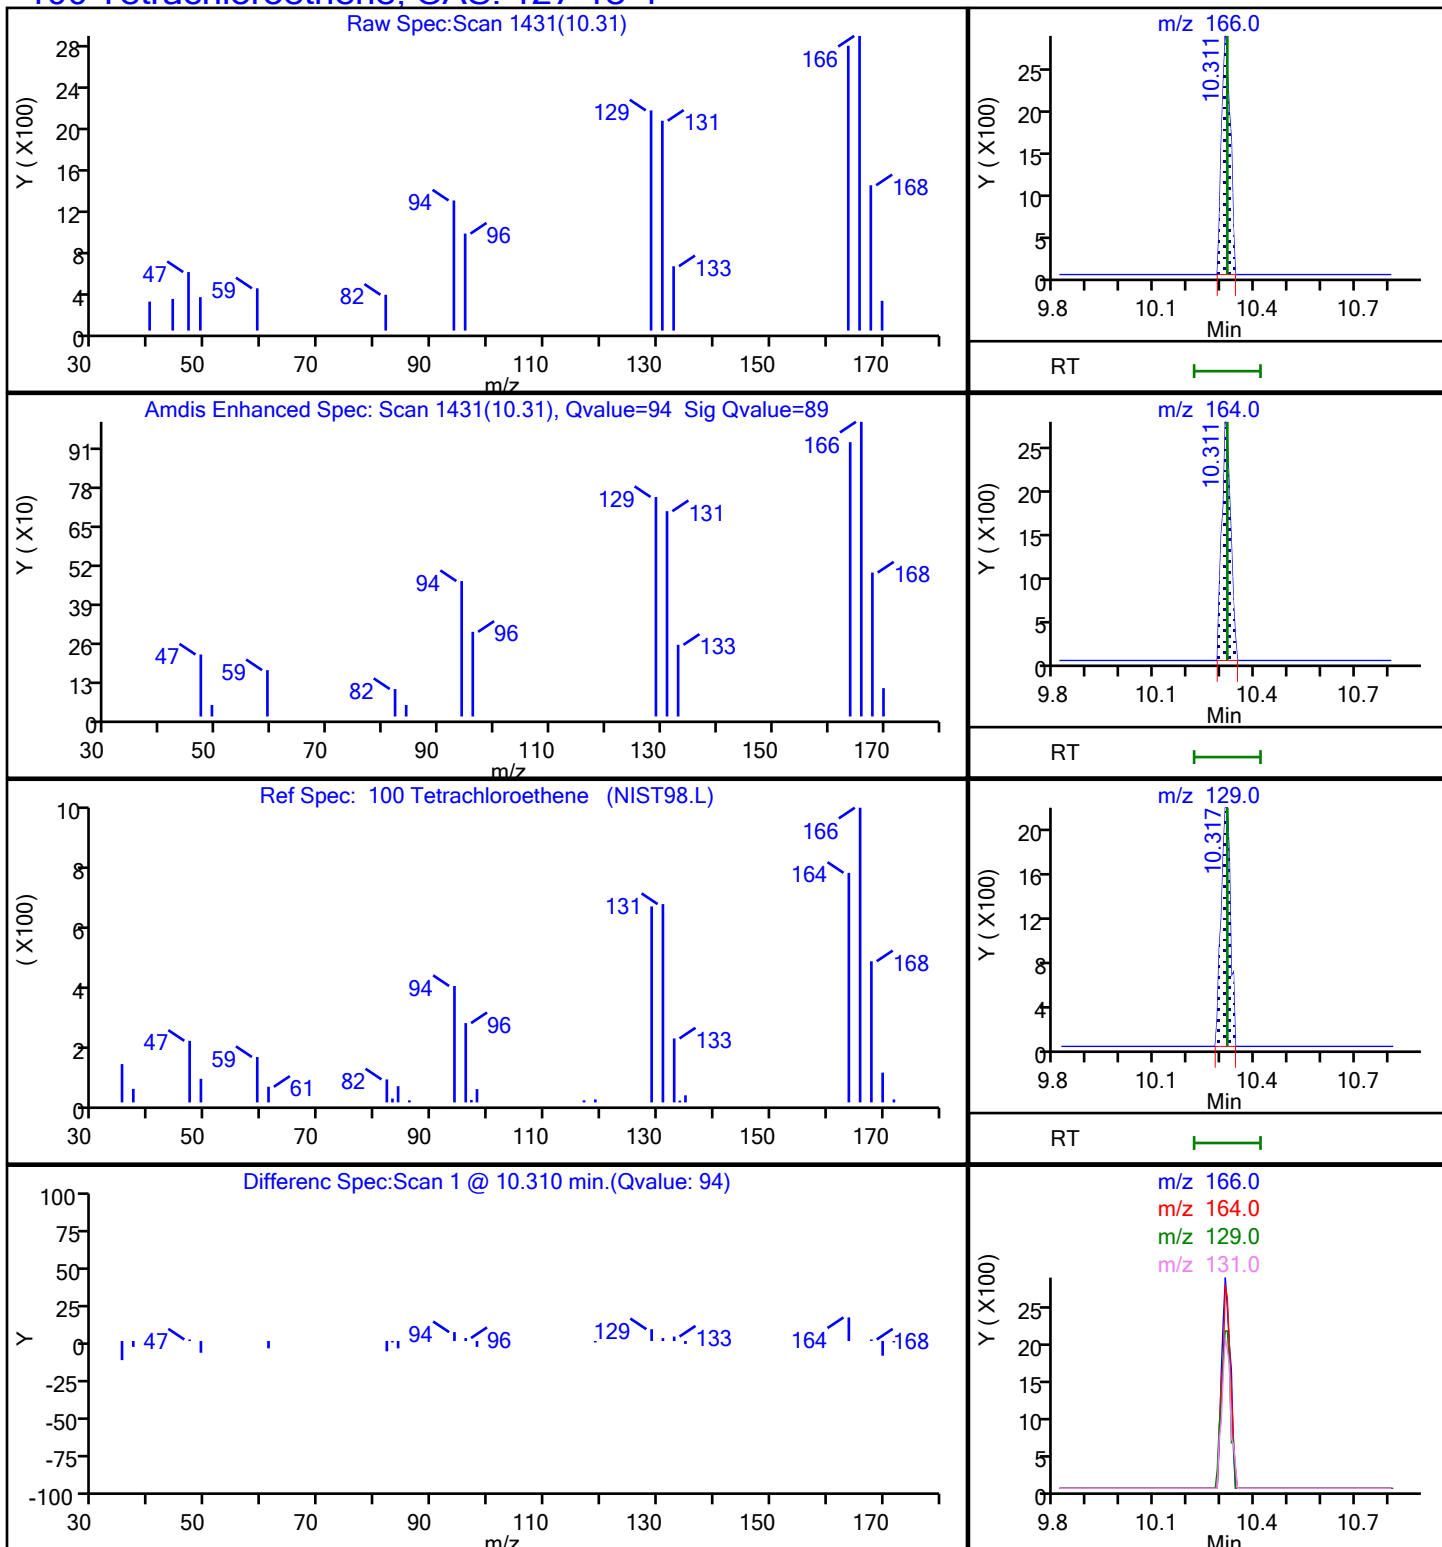 100 Tetrachloroethene, CAS: 127-18-4
Raw Spec:Scan 1431(10.31)
Y ( X100)
28
24
20
16
12
8
4
0
166
129
131
94
96
168
133
47
59
82
30 50 70 90 110 130 150 170
m/z
m/z 166.0
Y ( X100)
25
20
15
10
5
0
10.311
9.8 10.1 10.4 10.7
Min
RT
Amdis Enhanced Spec: Scan 1431(10.31), Qvalue=94 Sig Qvalue=89
Y ( X10)
91
78
65
52
39
26
13
0
166
129
131
94
96
168
133
47
59
82
30 50 70 90 110 130 150 170
m/z
m/z 164.0
Y ( X100)
25
20
15
10
5
0
10.311
9.8 10.1 10.4 10.7
Min
RT
Ref Spec: 100 Tetrachloroethene (NIST98.L)
( X100)
10
8
6
4
2
0
166
164
131
168
94
96
133
47
59
61
82
30 50 70 90 110 130 150 170
m/z 129.0
Y ( X100)
20
16
12
8
4
0
10.317
9.8 10.1 10.4 10.7
Min
RT
Differenc Spec:Scan 1 @ 10.310 min.(Qvalue: 94)
Y
100
75
50
25
0
-25
-50
-75
-100
47
94
96
129
133
164
168
30 50 70 90 110 130 150 170
m/z
m/z 166.0
m/z 164.0
m/z 129.0
m/z 131.0
Y ( X100)
25
20
15
10
5
0
9.8 10.1 10.4 10.7
Min